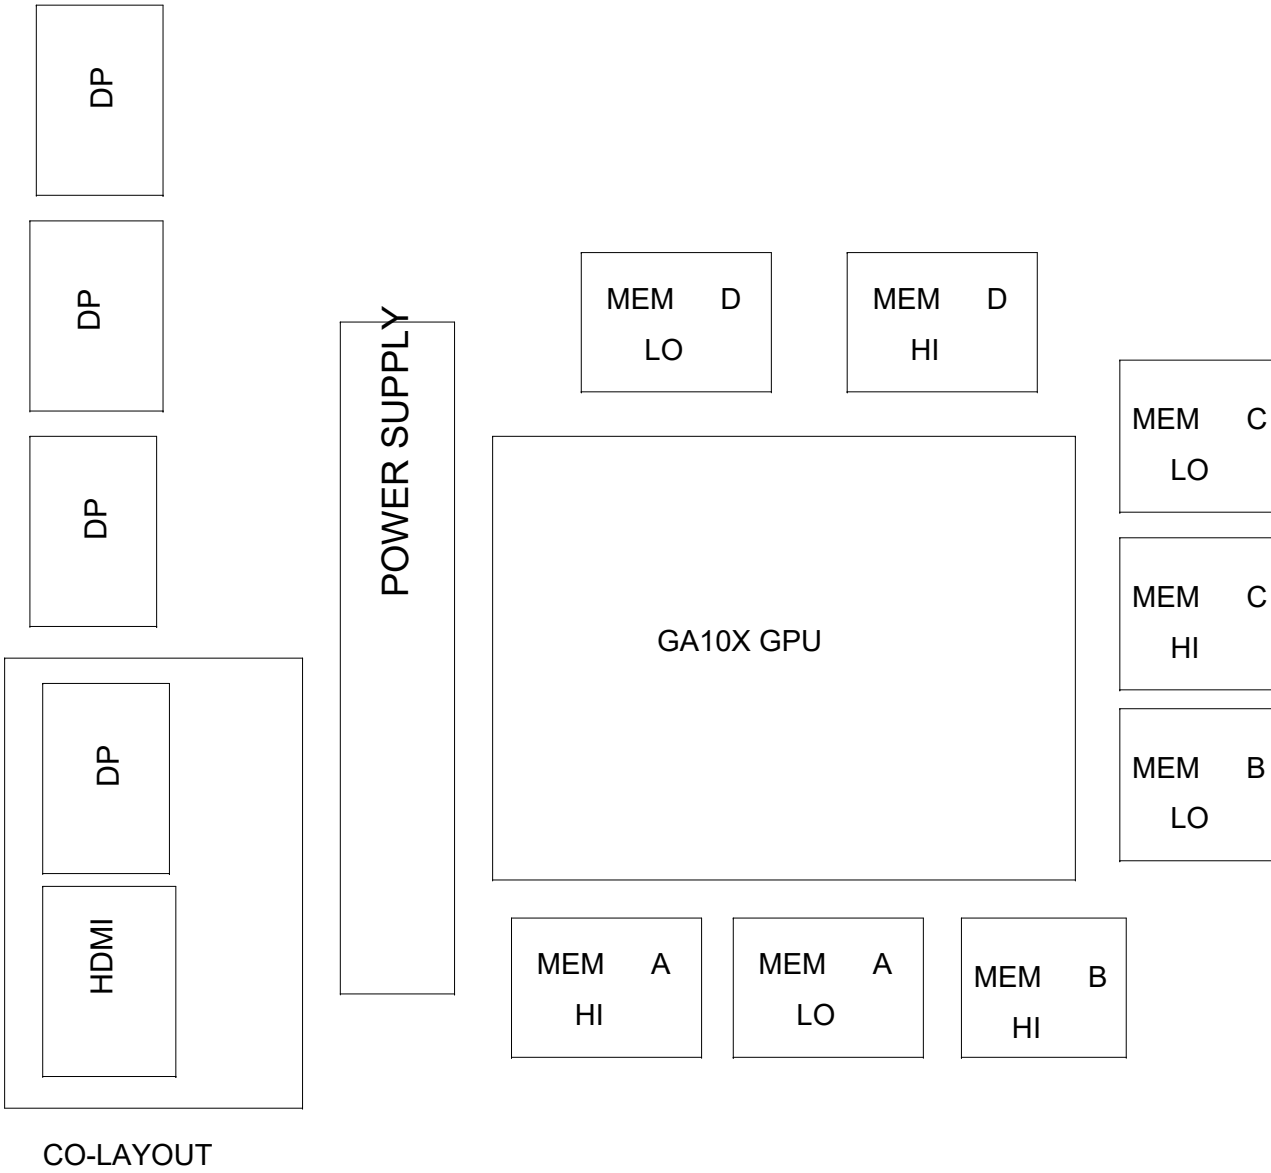 DP
DP
DP
DP
HDMI
CO-LAYOUT
POWER SUPPLY
MEM D
LO
MEM D
HI
MEM C
LO
MEM C
HI
MEM B
LO
GA10X GPU
MEM A
HI
MEM A
LO
MEM B
HI